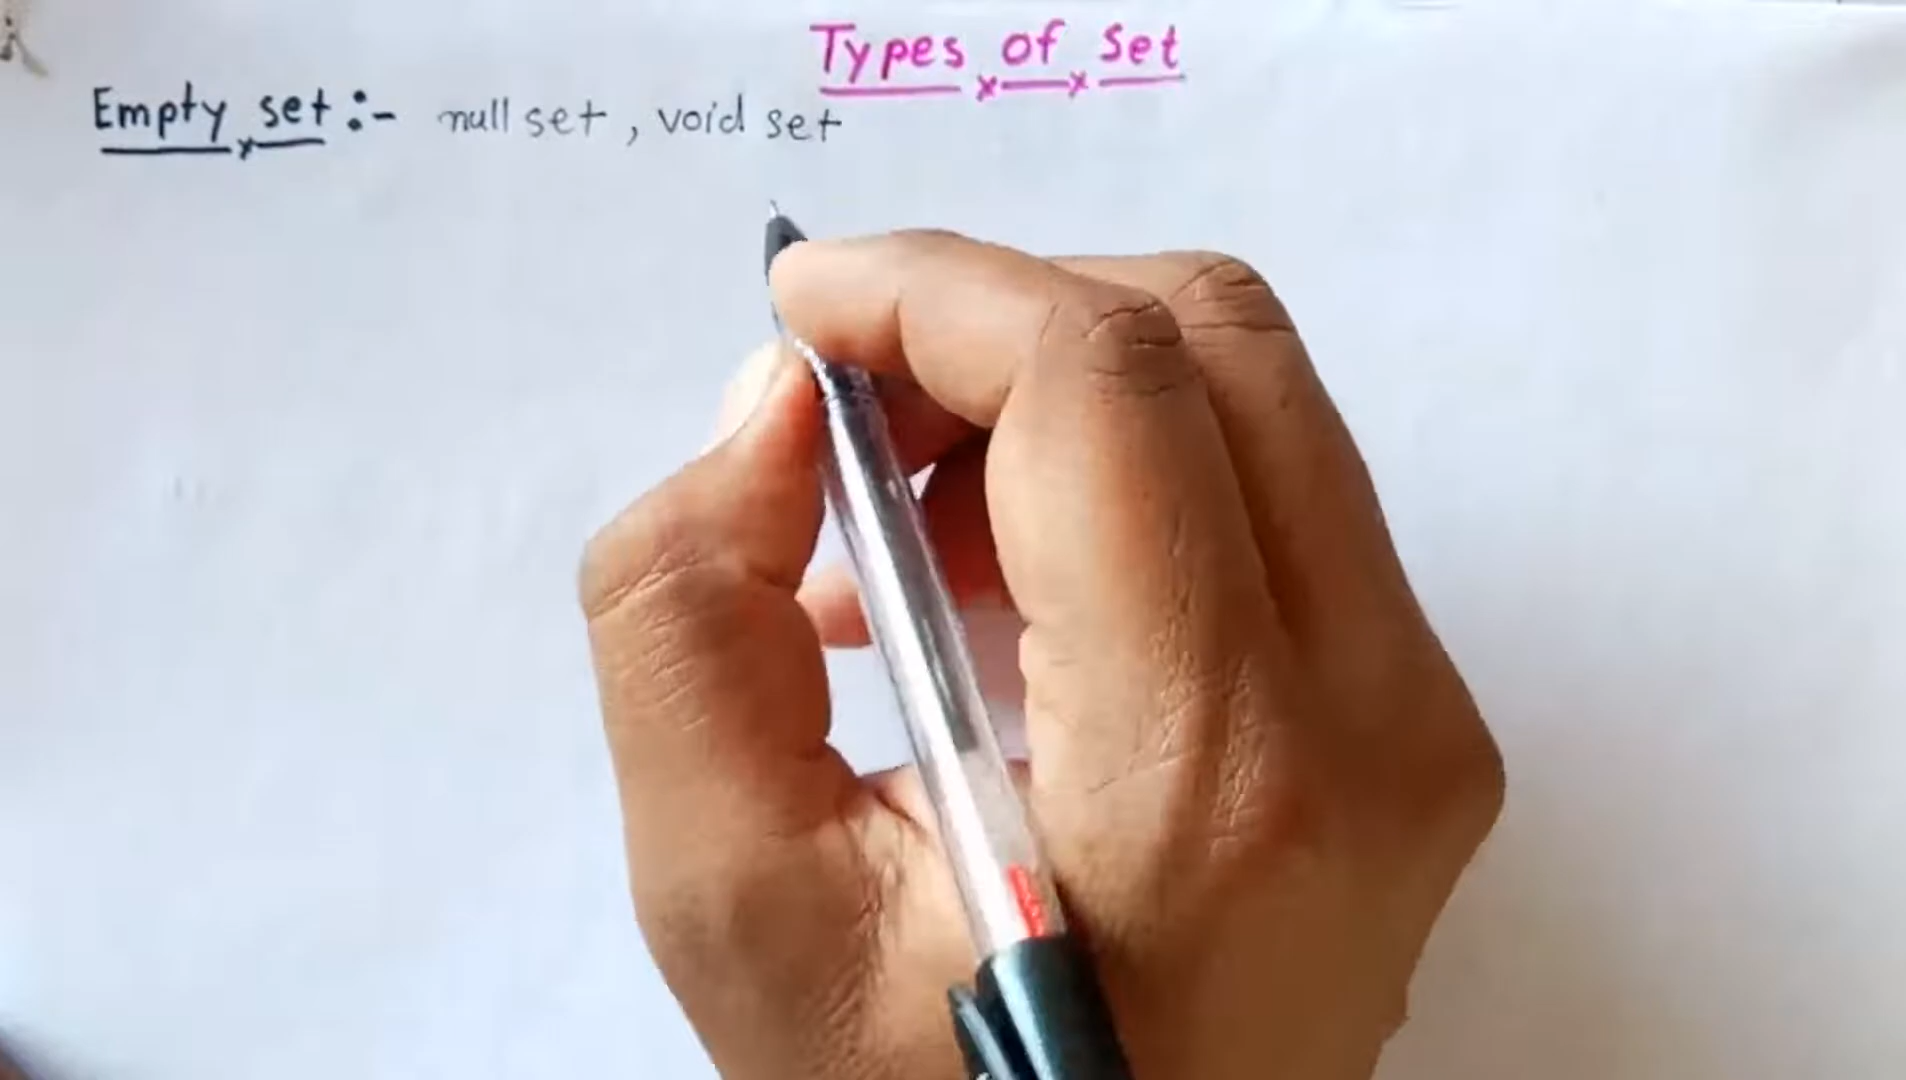 Types of Set
Empty set :- null set , void set